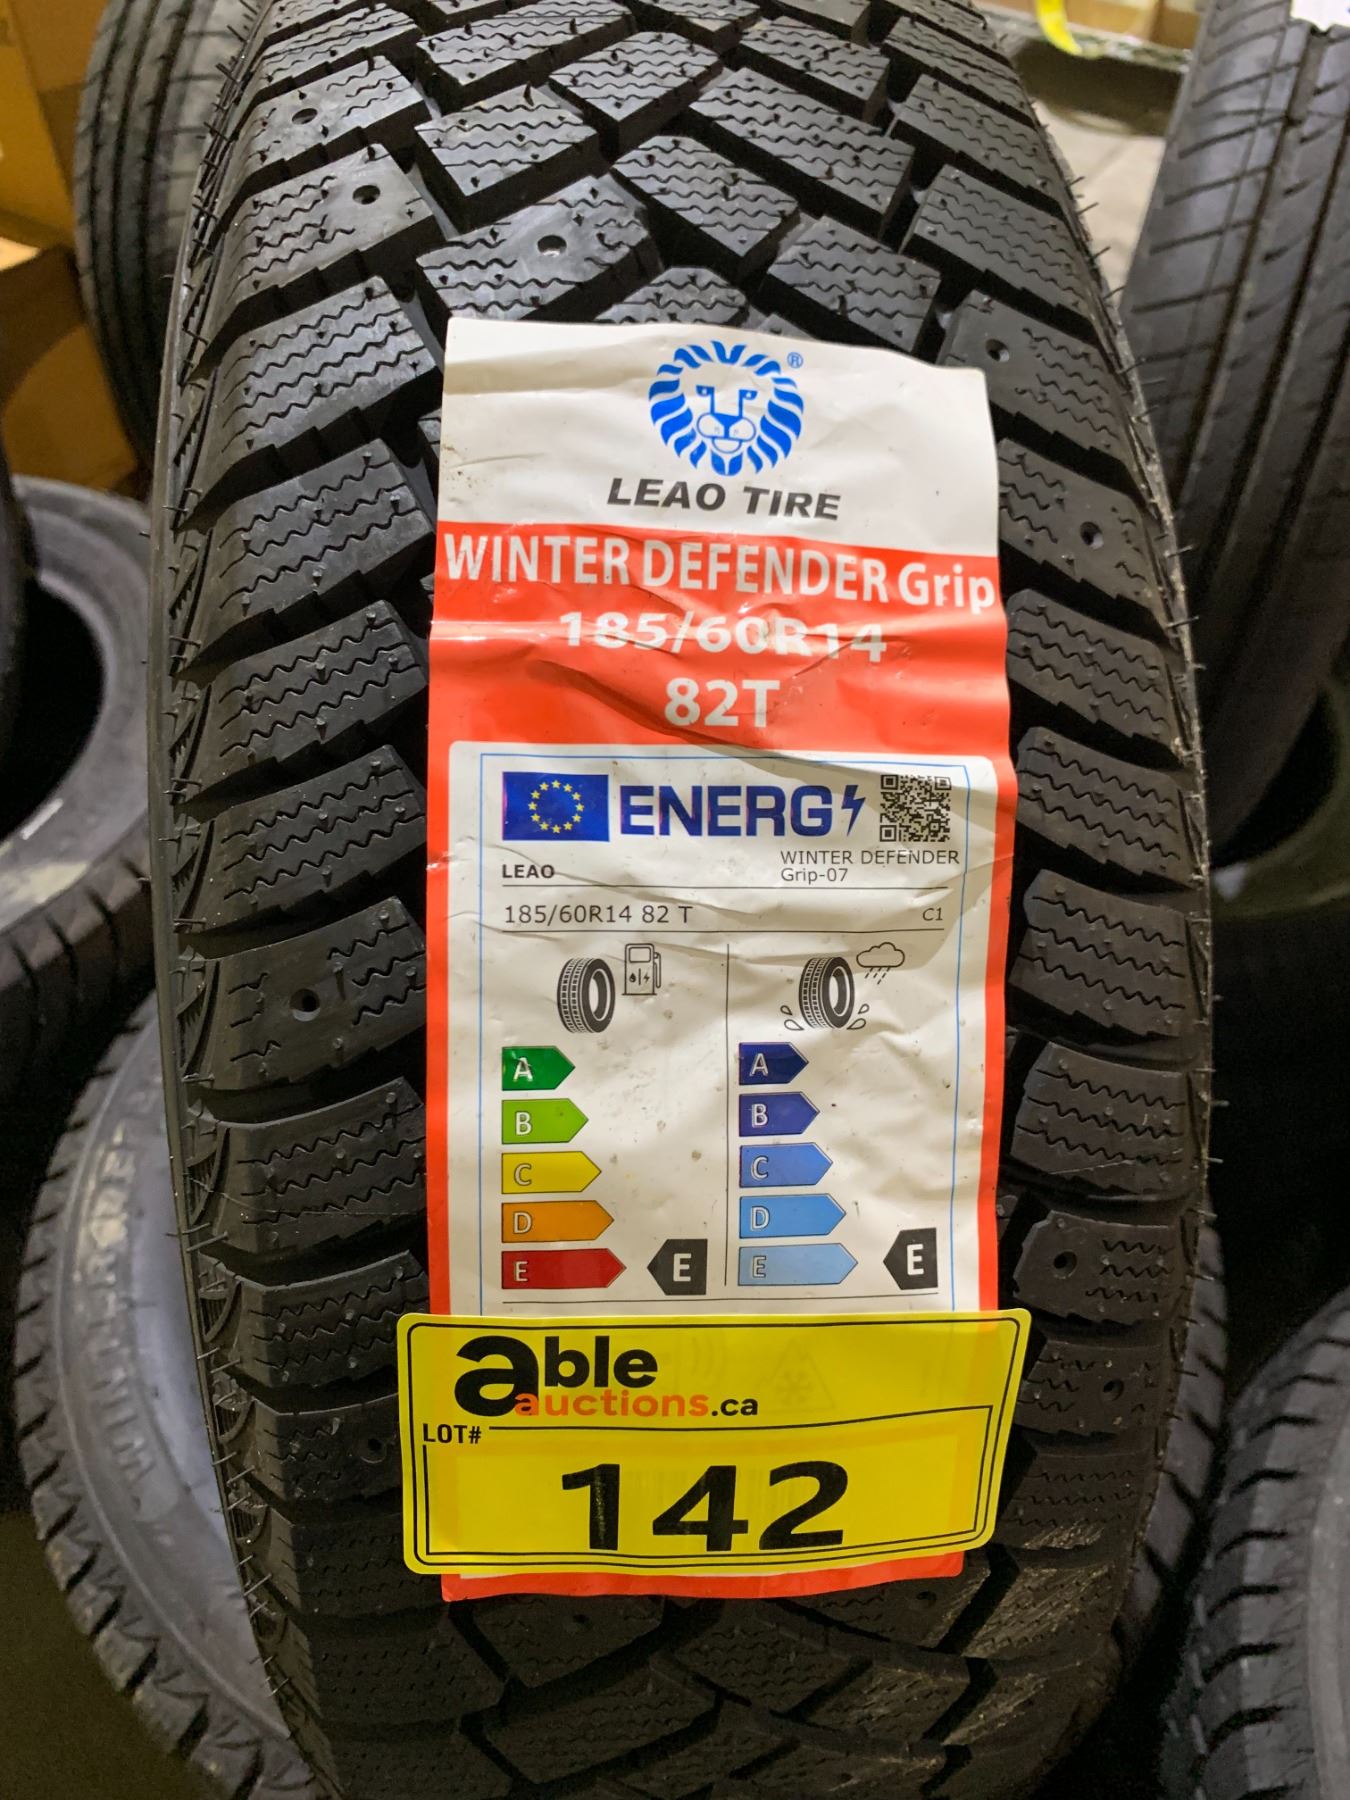 ®
LEAO TIRE
WINTER DEFENDER Grip
185/60R14
82T
ENERG
LEAO
WINTER DEFENDER
Grip-07
185/60R14 82 T
C1
A
B
C
D
E
E
A
B
C
D
E
E
able
auctions.ca
LOT#
142